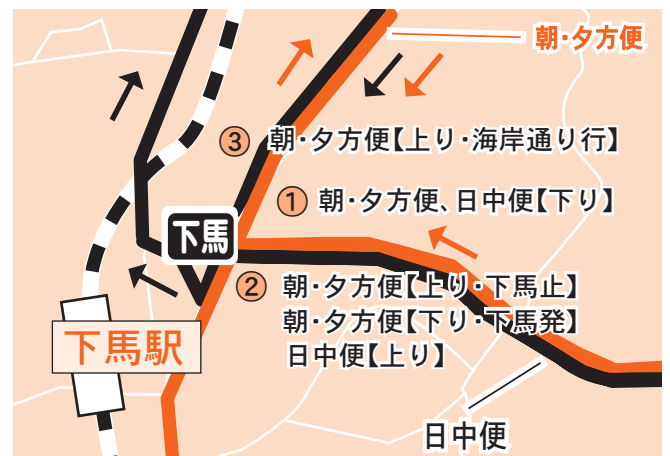 朝・夕方便
③ 朝・夕方便【上り・海岸通り行】
① 朝・夕方便、日中便【下り】
下馬
② 朝・夕方便【上り・下馬止】
朝・夕方便【下り・下馬発】
日中便【上り】
下馬駅
日中便